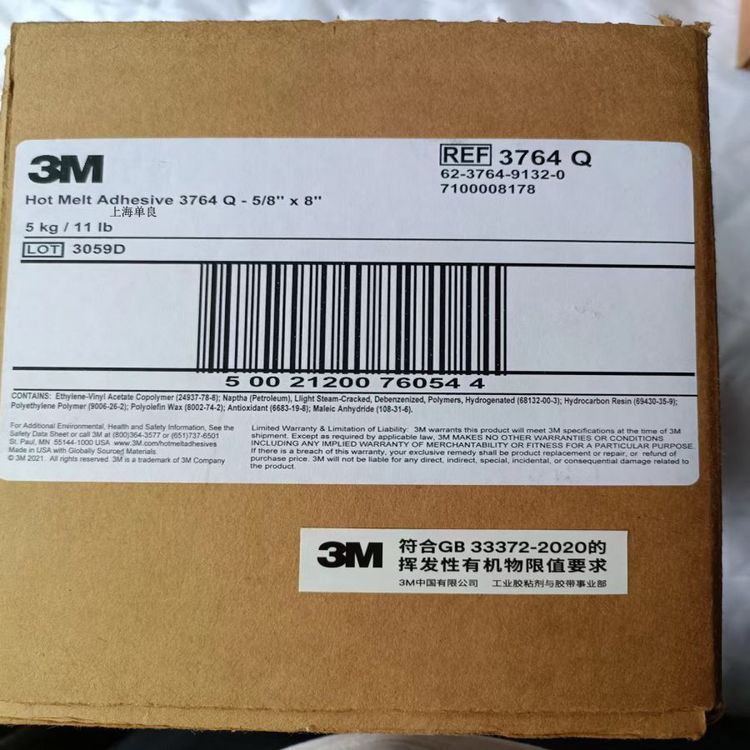 3M
REF 3764 Q
62-3764-9132-0
7100008178
Hot Melt Adhesive 3764 Q - 5/8" x 8"
上海单良
5 kg / 11 lb
LOT 3059D
5 00 21200 76054 4
CONTAINS: Ethylene-Vinyl Acetate Copolymer (24937-78-8); Naptha (Petroleum), Llight Steam-Cracked, Debenzenized, Polymers, Hydrogenated (68132-00-3); Hydrocarbon Resin (69430-35-9);
Polyethylene Polymer (9006-26-2); Polyolefin Wax (8002-74-2); Antioxidant (6683-19-8); Maleic Anhydride (108-31-6).
For Additional Environmental, Health and Safety Information, See the
Safety Data Sheet or call 3M at (800)364-3577 or (651)737-6501
St. Paul, MN 55144-1000 USA www.3M.com/hotmeltadhesives
Made in USA with Globally Sourced Materials.
© 3M 2021. All rights reserved. 3M is a trademark of 3M Company
Limited Warranty & Limitation of Liability: 3M warrants this product will meet 3M specifications at the time of 3M
shipment. Except as required by applicable law, 3M MAKES NO OTHER WARRANTIES OR CONDITIONS
INCLUDING ANY IMPLIED WARRANTY OF MERCHANTABILITY OR FITNESS FOR A PARTICULAR PURPOSE.
If there is a breach of this warranty, your exclusive remedy shall be product replacement or repair, or refund of
purchase price. 3M will not be liable for any direct, indirect, special, incidental, or consequential damage related to
the product.
3M
符合GB 33372-2020的
挥发性有机物限值要求
3M中国有限公司 工业胶粘剂与胶带事业部